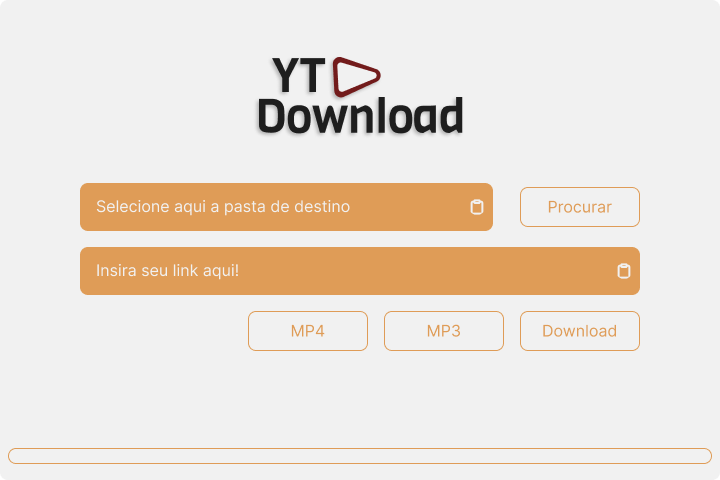 YT
Download
Selecione aqui a pasta de destino
Procurar
Insira seu link aqui!
MP4
MP3
Download